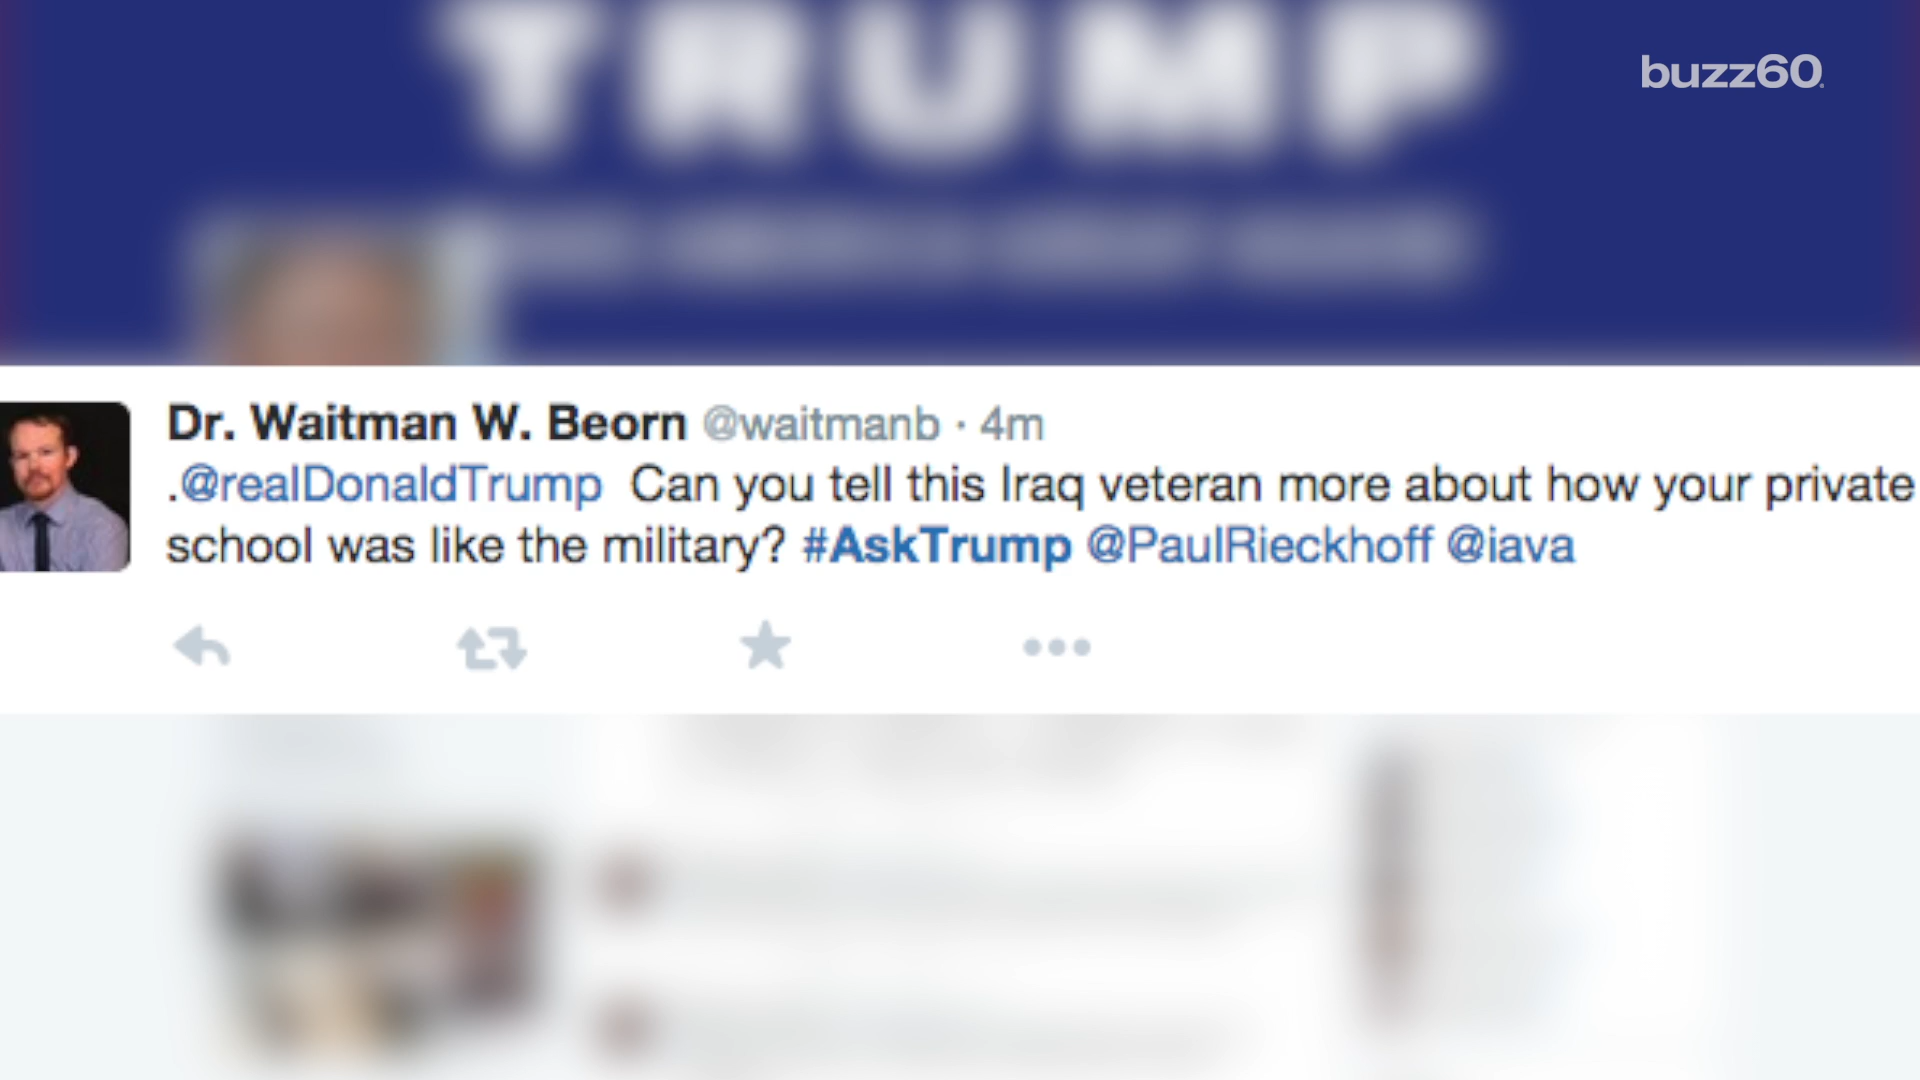 TRUMP
buzz60
Dr. Waitman W. Beorn @waitmanb · 4m
.@realDonaldTrump Can you tell this Iraq veteran more about how your private
school was like the military? #AskTrump @PaulRieckhoff @iava